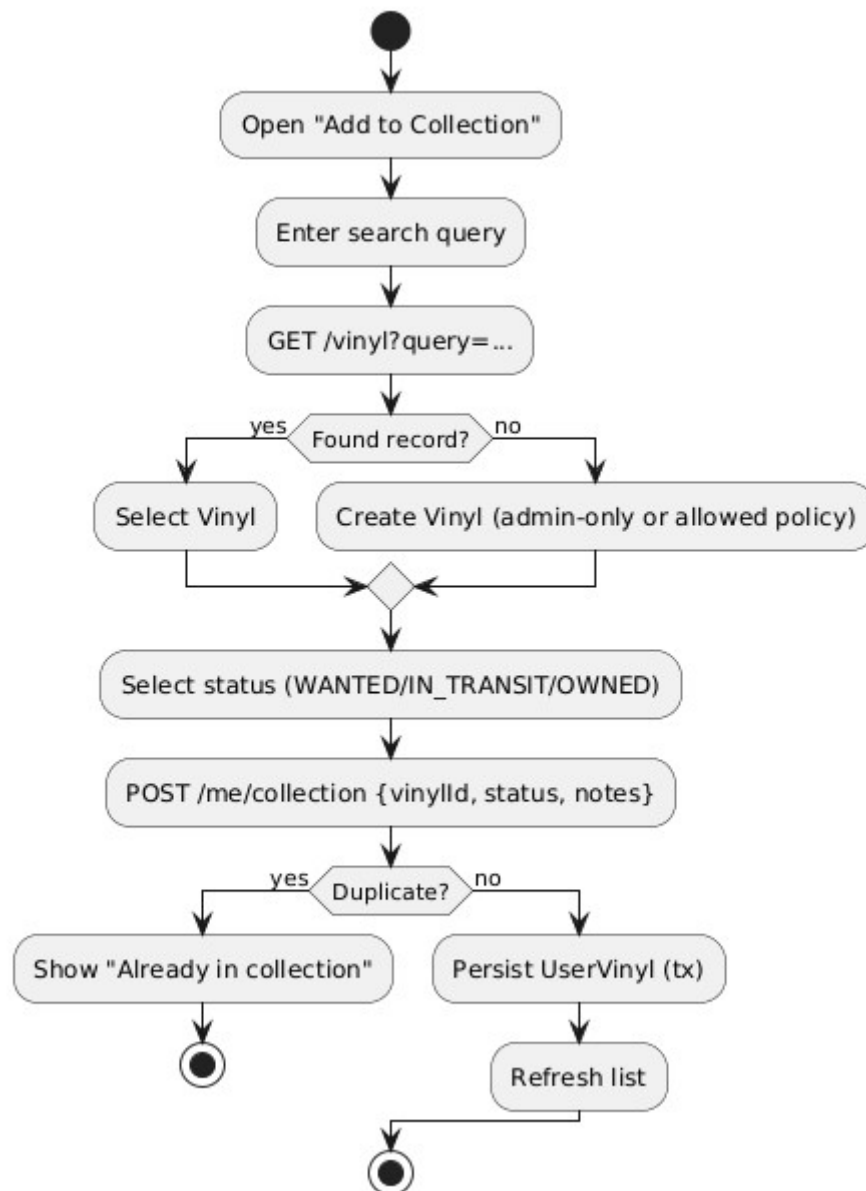 Open "Add to Collection"
Enter search query
GET /vinyl?query=...
yes
Found record?
no
Select Vinyl
Create Vinyl (admin-only or allowed policy)
Select status (WANTED/IN_TRANSIT/OWNED)
POST /me/collection {vinylId, status, notes}
yes
Duplicate?
no
Show "Already in collection"
Persist UserVinyl (tx)
Refresh list